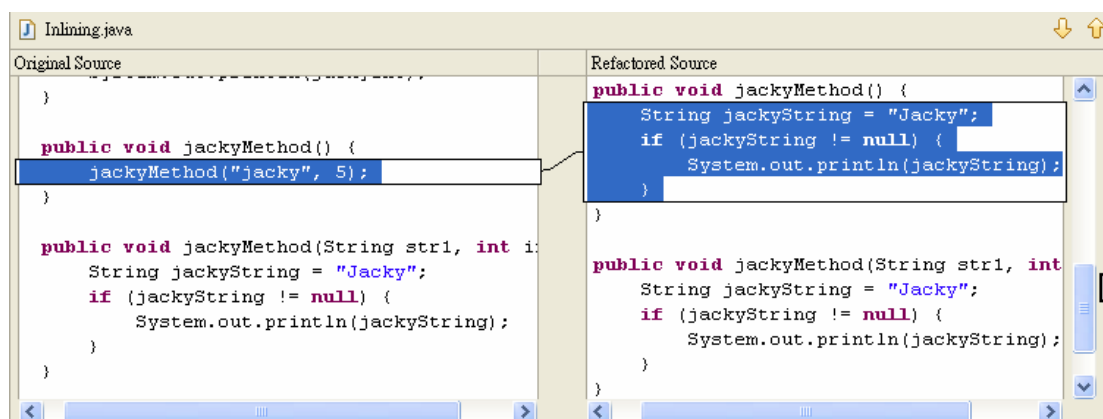 Inlining.java
Original Source
}
public void jackyMethod() {
jackyMethod("jacky", 5);
}
public void jackyMethod(String str1, int
String jackyString = "Jacky";
if (jackyString != null) {
System.out.println(jackyString);
}
}
Refactored Source
public void jackyMethod() {
String jackyString = "Jacky";
if (jackyString != null) {
System.out.println(jackyString);
}
}
public void jackyMethod(String str1, int
String jackyString = "Jacky";
if (jackyString != null) {
System.out.println(jackyString);
}
}